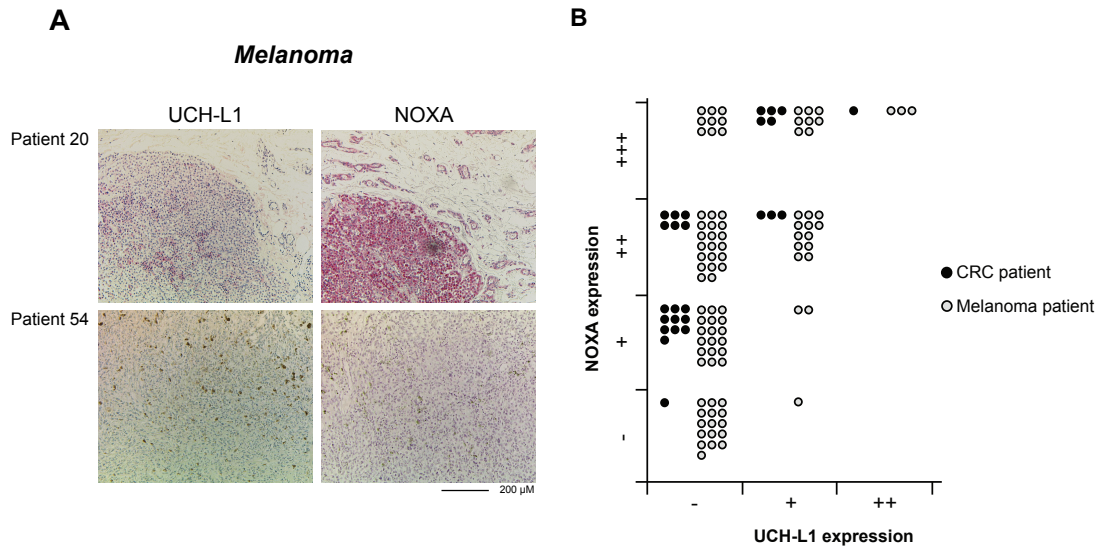 A
Melanoma
UCH-L1 NOXA
Patient 20
Patient 54
200 µM
B
NOXA expression
+++
++
+
-
- + ++
UCH-L1 expression
CRC patient
Melanoma patient